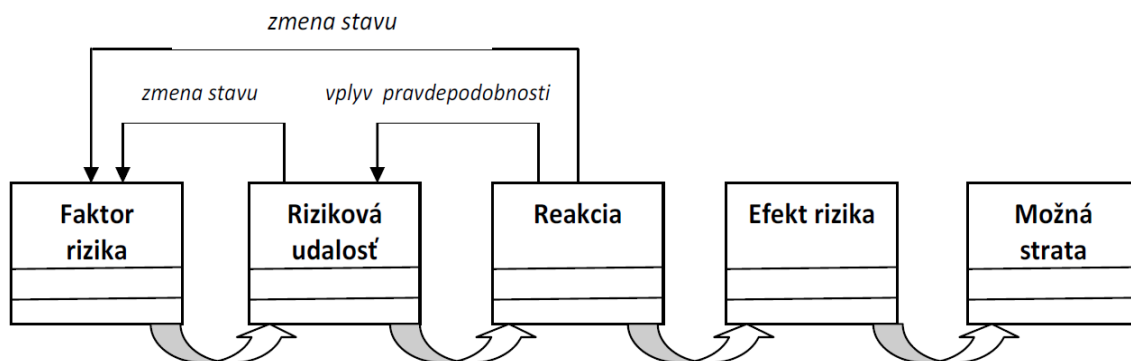 zmena stavu
zmena stavu
vplyv pravdepodobnosti
Faktor
rizika
Riziková
udalosť
Reakcia
Efekt rizika
Možná
strata